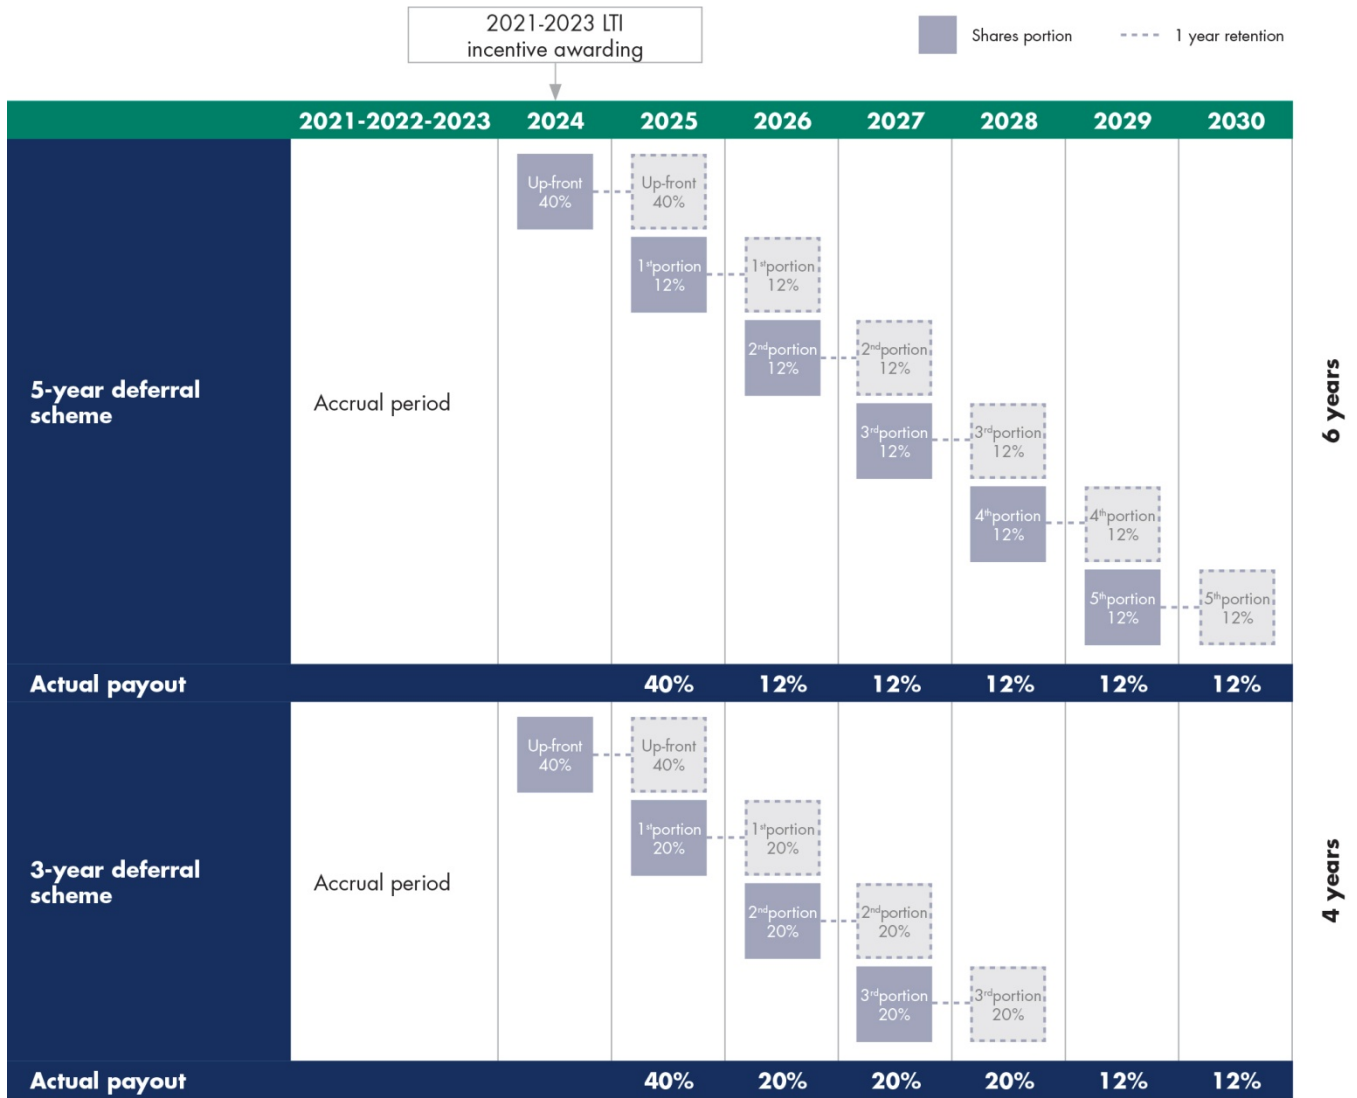 2021-2023 LTI
incentive awarding
Shares portion
1 year retention
2021-2022-2023 2024 2025 2026 2027 2028 2029 2030
5-year deferral
scheme
Accrual period
Up-front
40%
Up-front
40%
1st portion
12%
1st portion
12%
2nd portion
12%
2nd portion
12%
3rd portion
12%
3rd portion
12%
4th portion
12%
4th portion
12%
5th portion
12%
5th portion
12%
6 years
Actual payout 40% 12% 12% 12% 12% 12%
3-year deferral
scheme
Accrual period
Up-front
40%
Up-front
40%
1st portion
20%
1st portion
20%
2nd portion
20%
2nd portion
20%
3rd portion
20%
3rd portion
20%
4 years
Actual payout 40% 20% 20% 20% 12% 12%